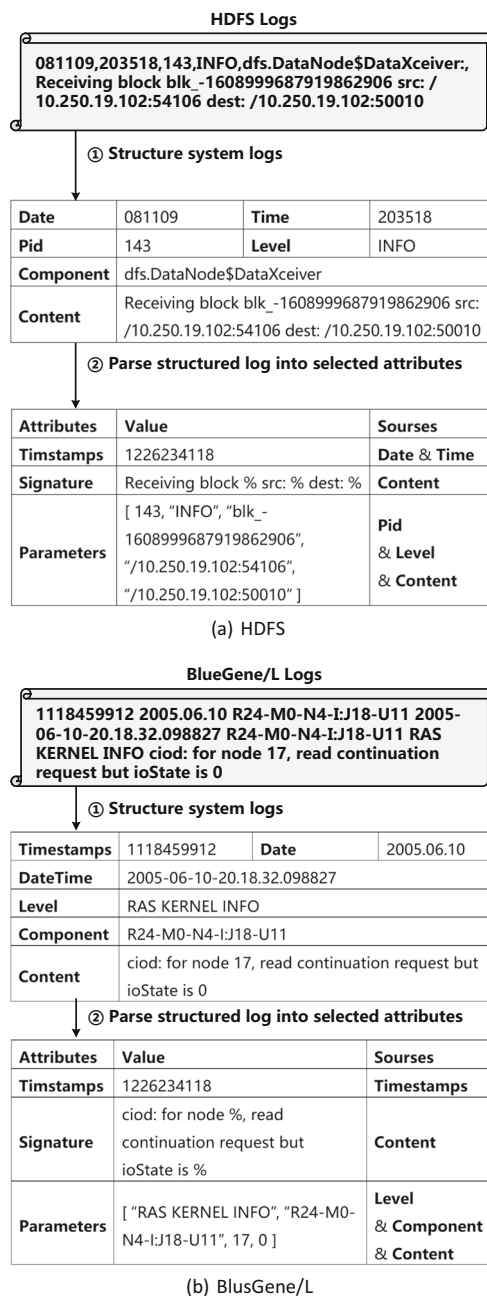 HDFS Logs
081109,203518,143,INFO,dfs.DataNode$DataXceiver:,
Receiving block blk_-1608999687919862906 src: /
10.250.19.102:54106 dest: /10.250.19.102:50010
① Structure system logs
Date 081109 Time 203518
Pid 143 Level INFO
Component dfs.DataNode$DataXceiver
Content Receiving block blk_-1608999687919862906 src:
/10.250.19.102:54106 dest: /10.250.19.102:50010
② Parse structured log into selected attributes
Attributes Value Sourses
Timstamps 1226234118 Date & Time
Signature Receiving block % src: % dest: % Content
Parameters
[ 143, “INFO”, “blk_-
1608999687919862906”,
“/10.250.19.102:54106”,
“/10.250.19.102:50010” ]
Pid
& Level
& Content
(a) HDFS
BlueGene/L Logs
1118459912 2005.06.10 R24-M0-N4-I:J18-U11 2005-
06-10-20.18.32.098827 R24-M0-N4-I:J18-U11 RAS
KERNEL INFO ciod: for node 17, read continuation
request but ioState is 0
① Structure system logs
Timestamps 1118459912 Date 2005.06.10
DateTime 2005-06-10-20.18.32.098827
Level RAS KERNEL INFO
Component R24-M0-N4-I:J18-U11
Content ciod: for node 17, read continuation request but
ioState is 0
② Parse structured log into selected attributes
Attributes Value Sourses
Timstamps 1226234118 Timestamps
Signature
ciod: for node %, read
continuation request but
ioState is %
Content
Parameters
[ “RAS KERNEL INFO”, “R24-M0-
N4-I:J18-U11”, 17, 0 ]
Level
& Component
& Content
(b) BlusGene/L